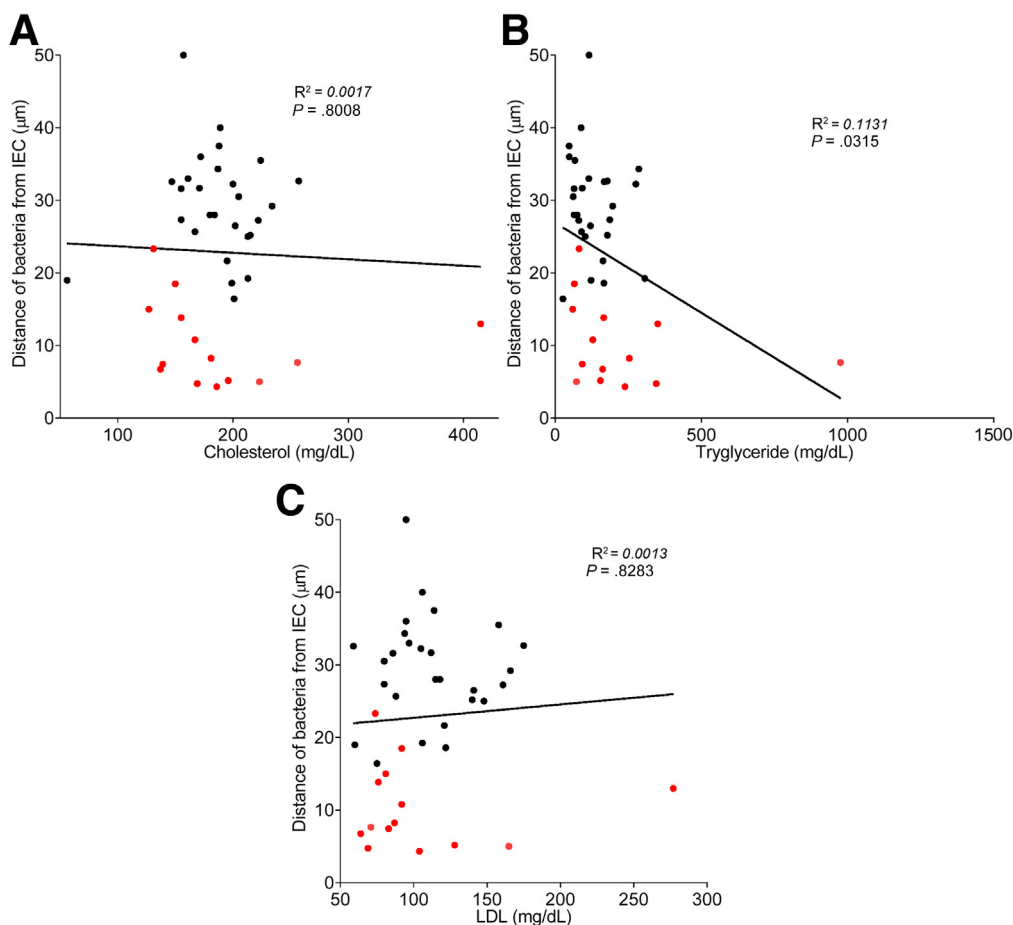 A
Distance of bacteria from IEC (μm)
50
40
30
20
10
0
R² = 0.0017
P = .8008
100
200
300
400
Cholesterol (mg/dL)
B
Distance of bacteria from IEC (μm)
50
40
30
20
10
0
R² = 0.1131
P = .0315
0
500
1000
1500
Tryglyceride (mg/dL)
C
Distance of bacteria from IEC (μm)
50
40
30
20
10
0
R² = 0.0013
P = .8283
50
100
150
200
250
300
LDL (mg/dL)